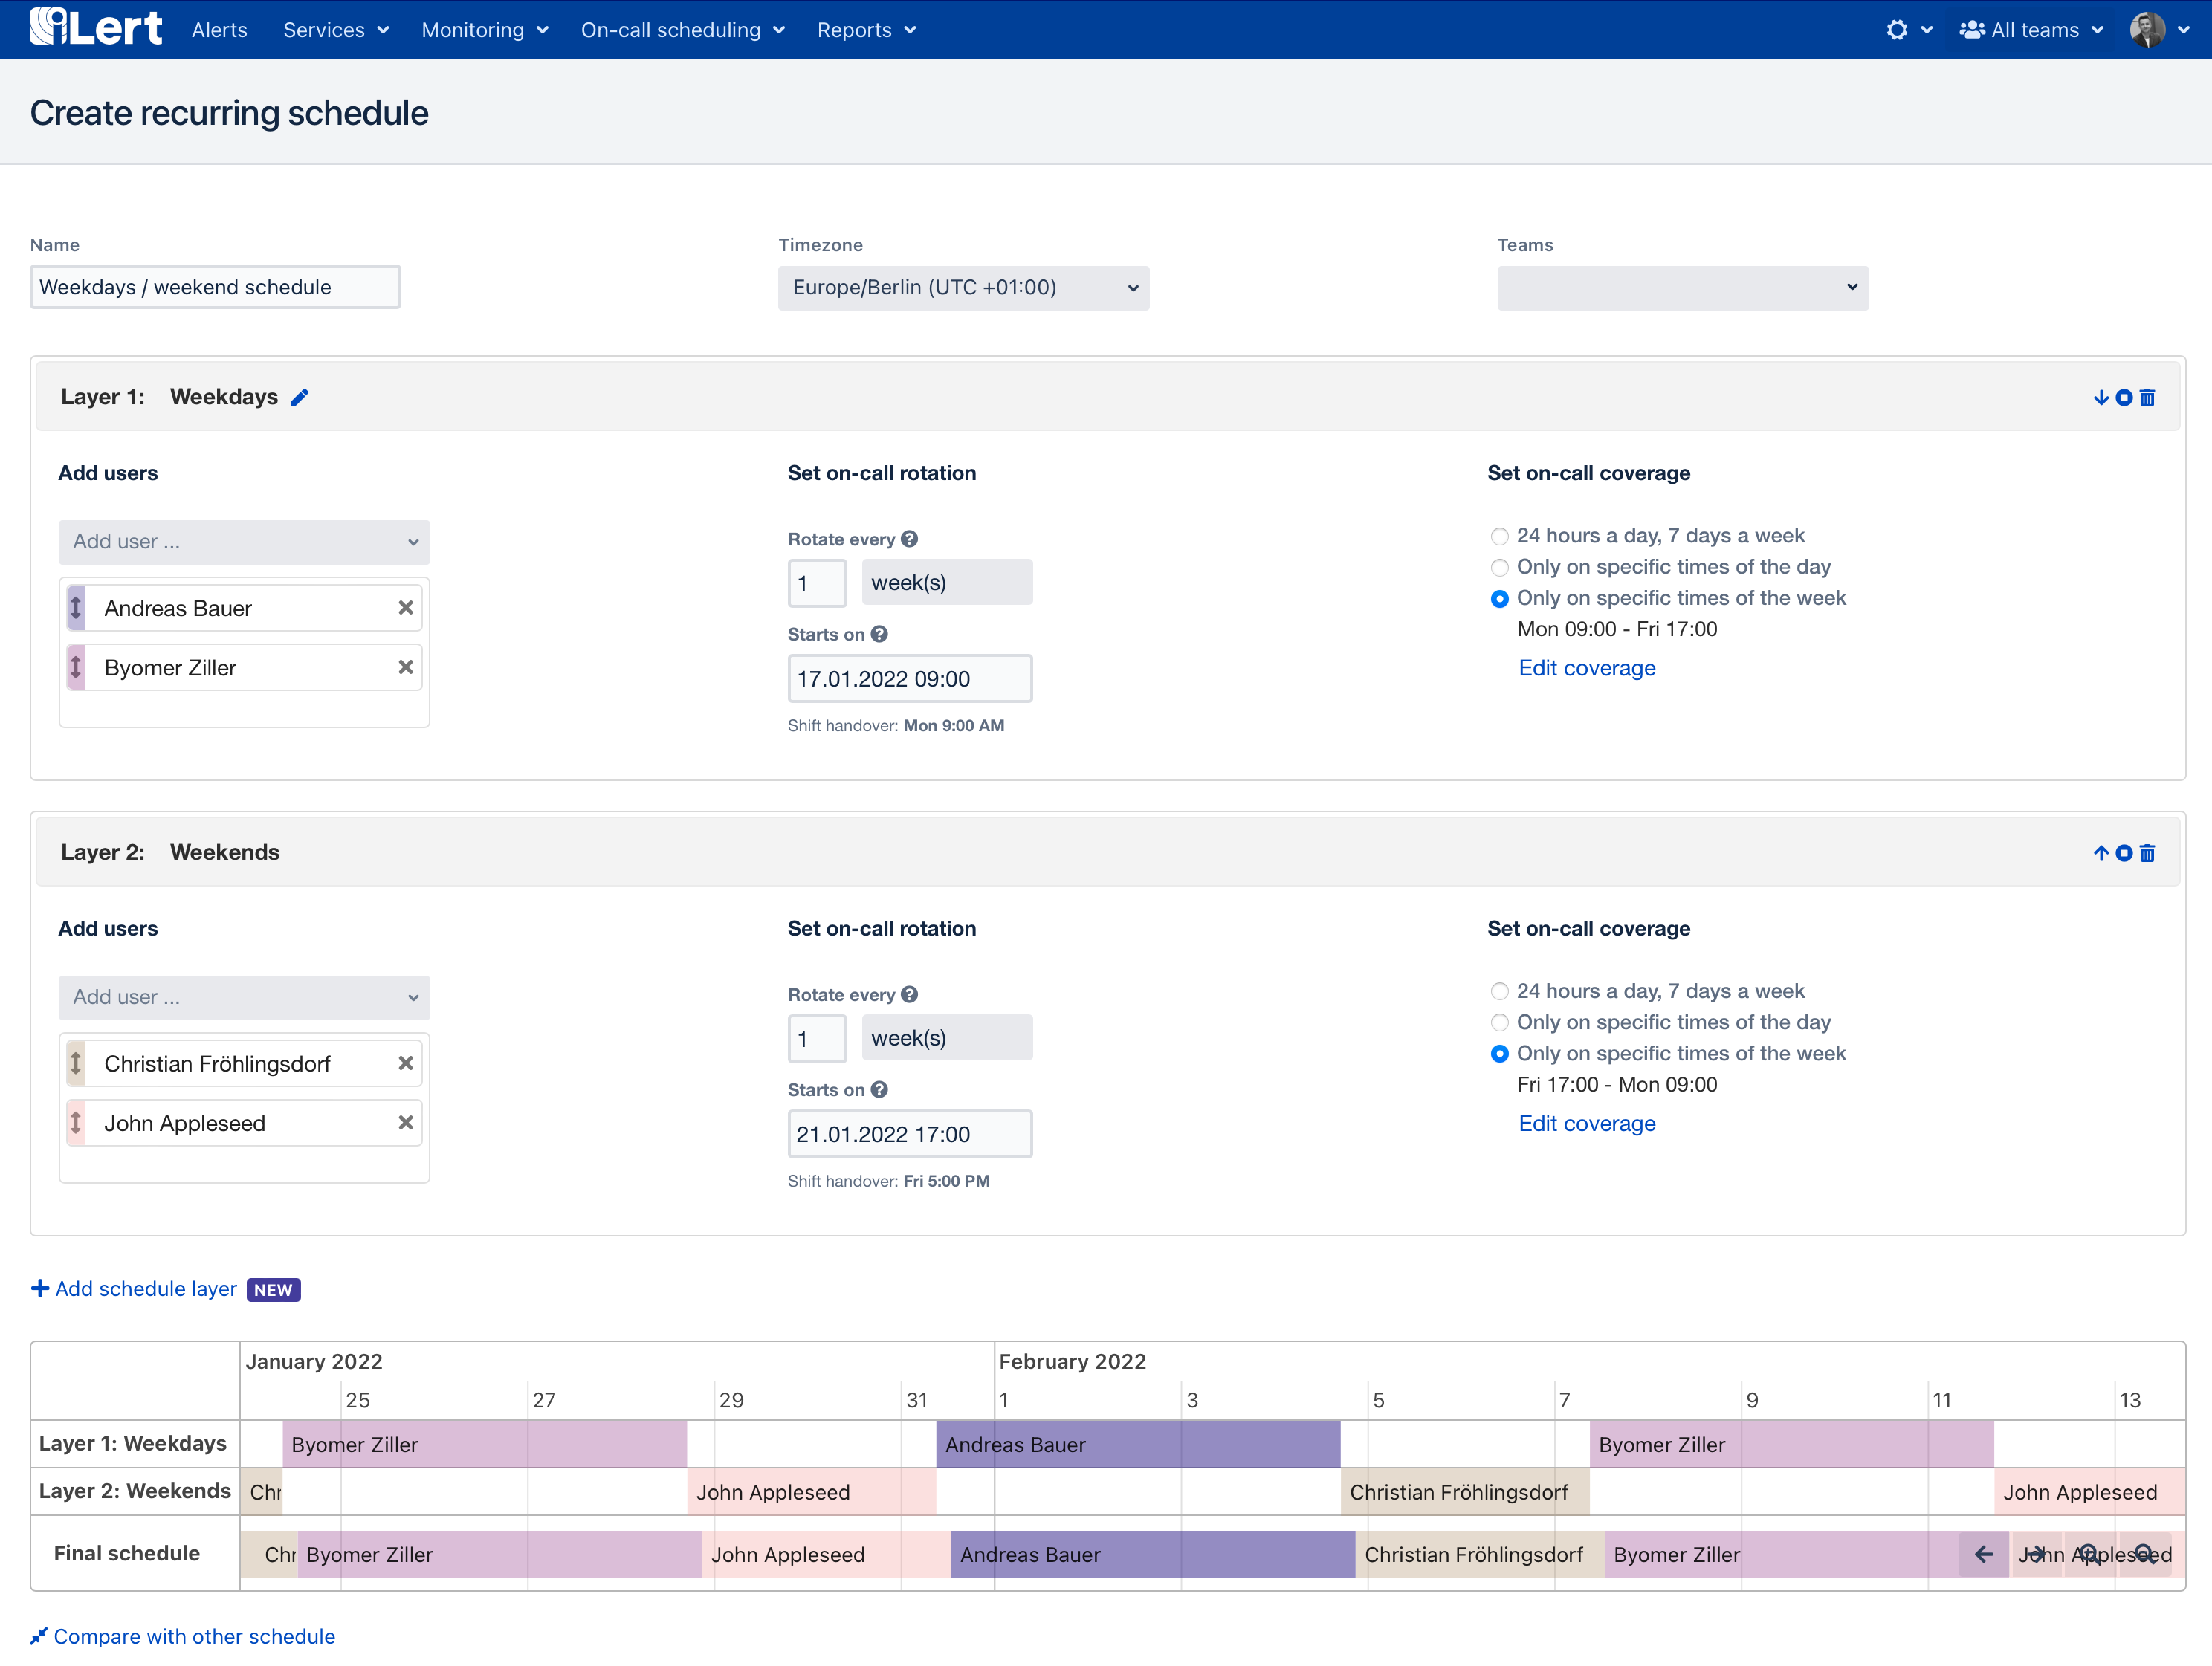 iLert Alerts Services Monitoring On-call scheduling Reports All teams
Create recurring schedule
Name Timezone Teams
Weekdays / weekend schedule Europe/Berlin (UTC +01:00)
Layer 1: Weekdays
Add users Set on-call rotation Set on-call coverage
Add user ...
Andreas Bauer
Byomer Ziller
Rotate every
1 week(s)
Starts on
17.01.2022 09:00
Shift handover: Mon 9:00 AM
24 hours a day, 7 days a week
Only on specific times of the day
Only on specific times of the week
Mon 09:00 - Fri 17:00
Edit coverage
Layer 2: Weekends
Add users Set on-call rotation Set on-call coverage
Add user ...
Christian Fröhlingsdorf
John Appleseed
Rotate every
1 week(s)
Starts on
21.01.2022 17:00
Shift handover: Fri 5:00 PM
24 hours a day, 7 days a week
Only on specific times of the day
Only on specific times of the week
Fri 17:00 - Mon 09:00
Edit coverage
Add schedule layer NEW
January 2022 February 2022
25 27 29 31 1 3 5 7 9 11 13
Layer 1: Weekdays Byomer Ziller Andreas Bauer Byomer Ziller
Layer 2: Weekends Chr John Appleseed Christian Fröhlingsdorf John Appleseed
Final schedule Chr Byomer Ziller John Appleseed Andreas Bauer Christian Fröhlingsdorf Byomer Ziller John Appleseed
Compare with other schedule